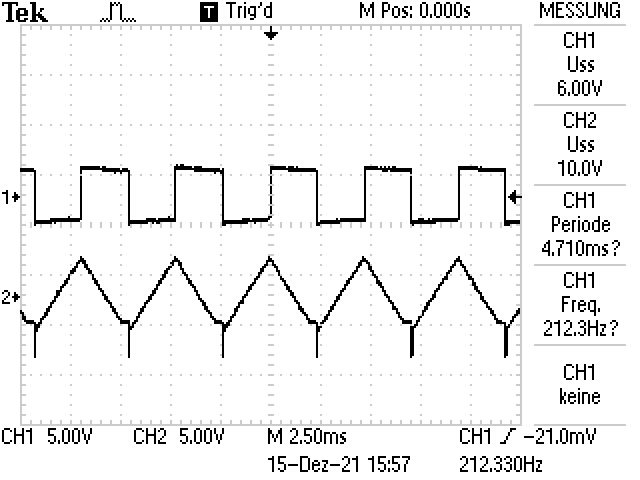 Tek T Trig'd M Pos: 0.000s MESSUNG
CH1
Uss
6.00V
CH2
Uss
10.0V
CH1
Periode
4.710ms?
CH1
Freq.
212.3Hz?
CH1
keine
1
2
CH1 5.00V CH2 5.00V M 2.50ms CH1 -21.0mV
15-Dez-21 15:57 212.330Hz